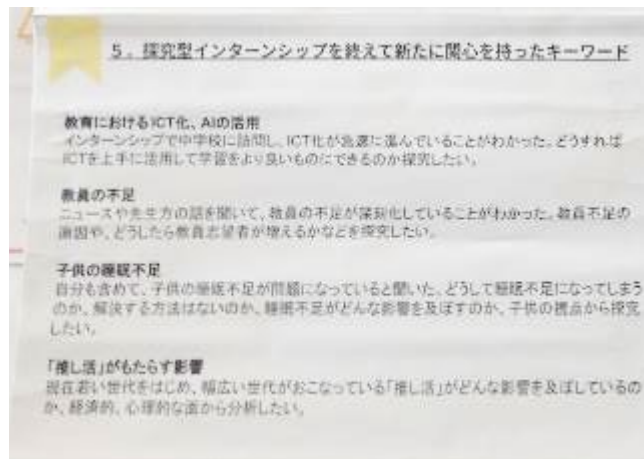 5．探究型インターンシップを終えて新たに関心を持ったキーワード
教育におけるICT化、AIの活用
インターンシップで中学校に訪問し、ICT化が急速に進んでいることがわかった。どうすれば
ICTを上手に活用して学習をより良いものにできるのか探究したい。
教員の不足
ニュースや先生方の話を聞いて、教員の不足が深刻化していることがわかった。教員不足の
原因や、どうしたら教員志望者が増えるかなどを探究したい。
子供の睡眠不足
自分も含めて、子供の睡眠不足が問題になっていると聞いた。どうして睡眠不足になってしまう
のか、解決する方法はないのか、睡眠不足がどんな影響を及ぼすのか、子供の視点から探究
したい。
「推し活」がもたらす影響
現在若い世代をはじめ、幅広い世代がおこなっている「推し活」がどんな影響を及ぼしているの
か、経済的、心理的な面から分析したい。